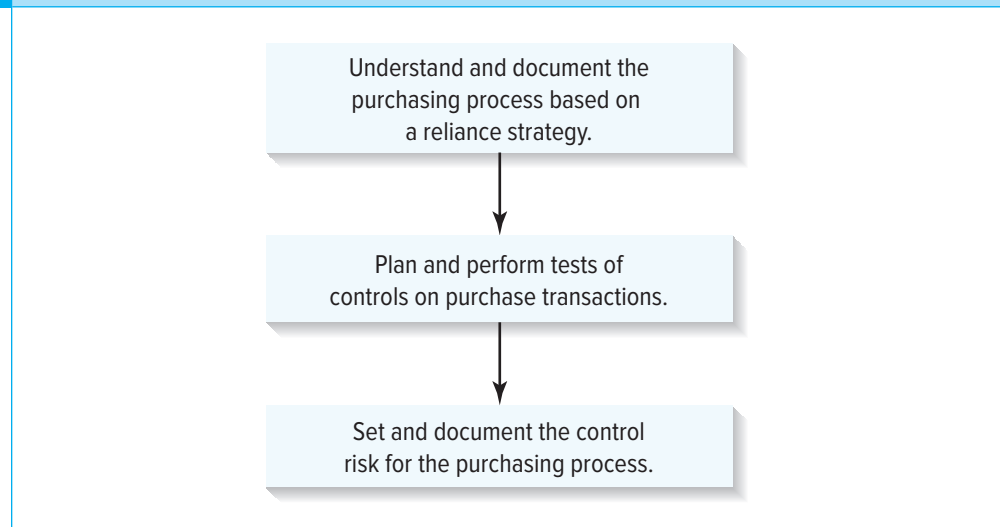 Understand and document the
purchasing process based on
a reliance strategy.
Plan and perform tests of
controls on purchase transactions.
Set and document the control
risk for the purchasing process.